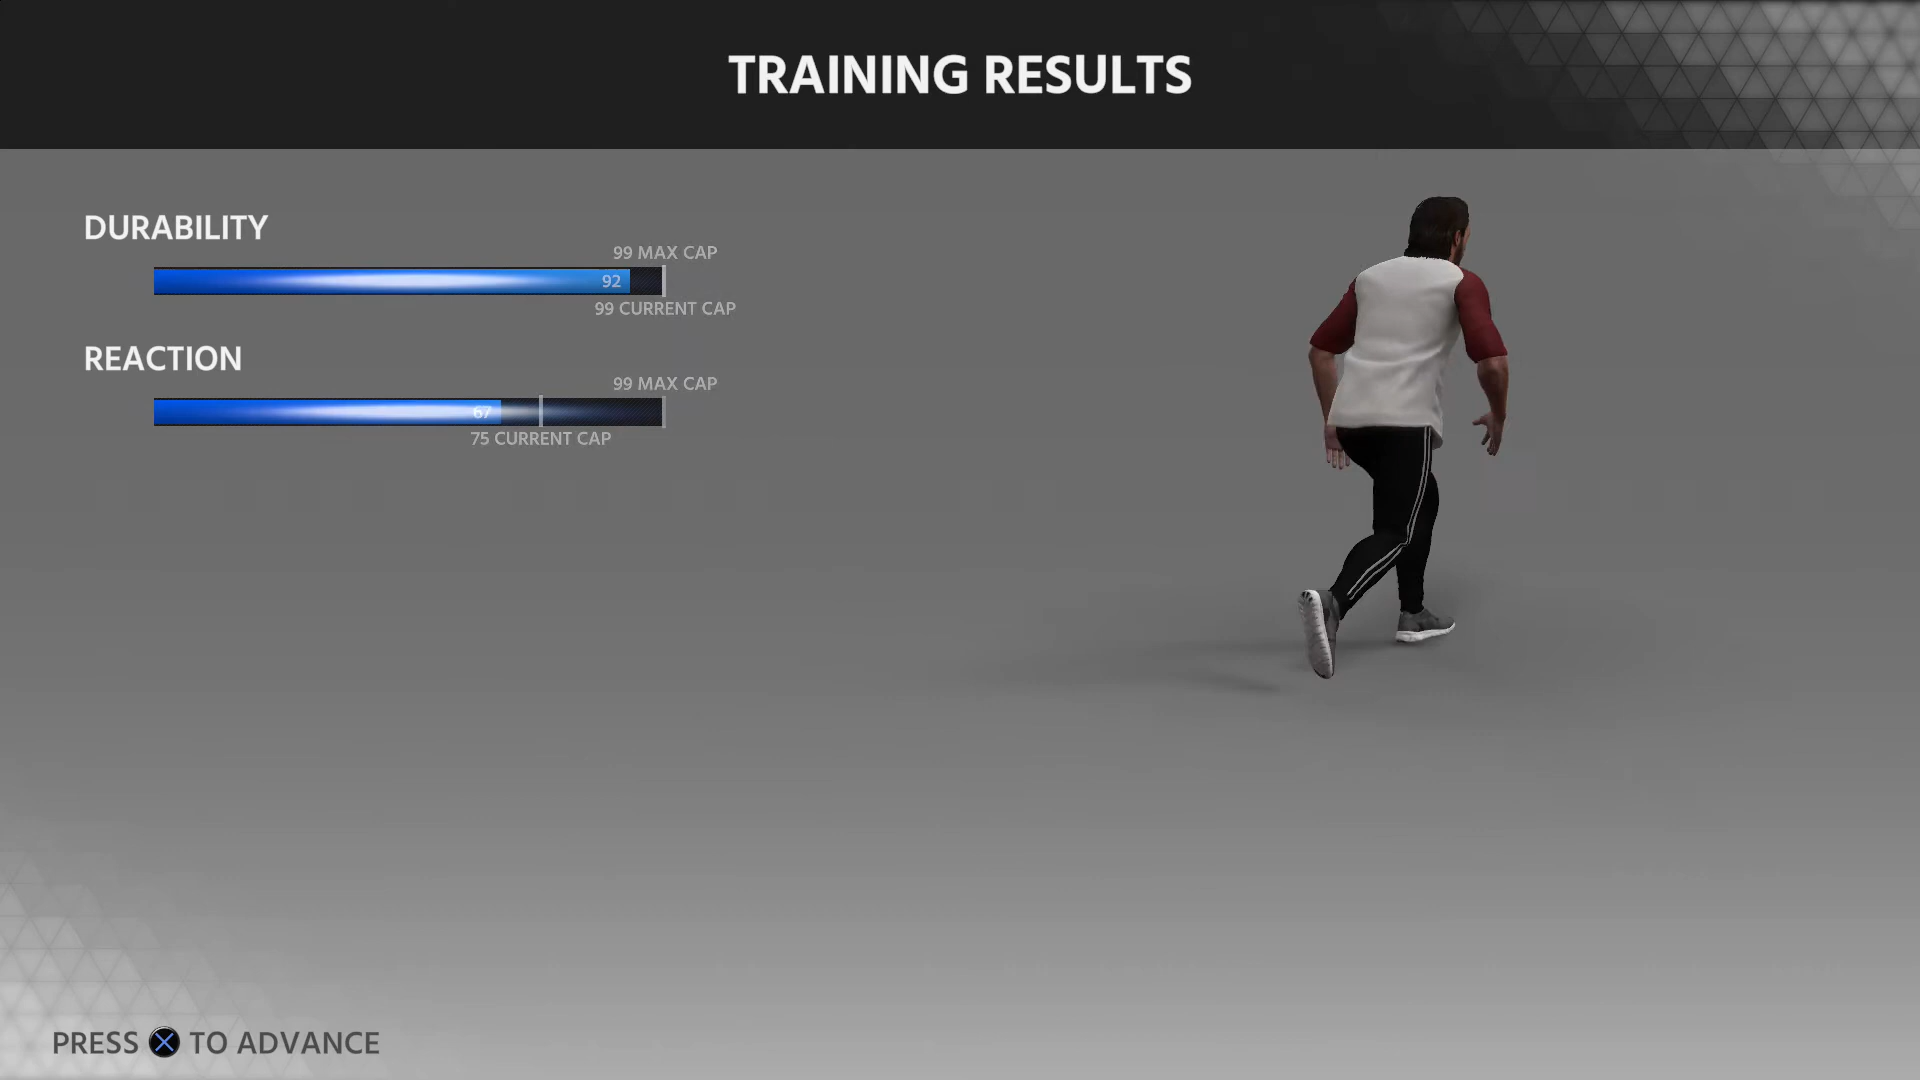 TRAINING RESULTS
DURABILITY
99 MAX CAP
92
99 CURRENT CAP
REACTION
99 MAX CAP
67
75 CURRENT CAP
PRESS TO ADVANCE